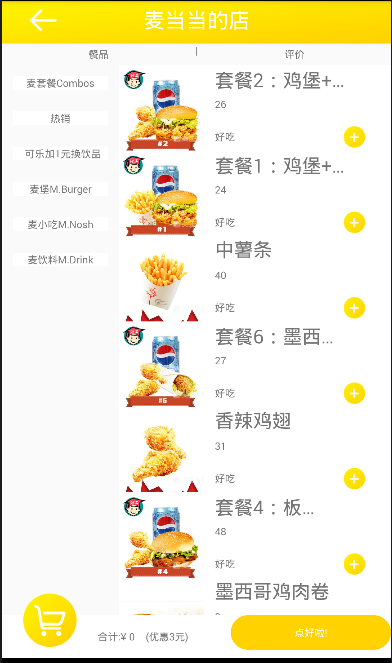 麦当当的店
餐品 | 评价
麦套餐Combos
热销
可乐加1元换饮品
麦堡M.Burger
麦小吃M.Nosh
麦饮料M.Drink
#2
套餐2：鸡堡+...
26
好吃
#1
套餐1：鸡堡+...
24
好吃
中薯条
40
好吃
#6
套餐6：墨西...
27
好吃
香辣鸡翅
31
好吃
#4
套餐4：板...
48
好吃
墨西哥鸡肉卷
合计:¥ 0 (优惠3元)
点好啦!